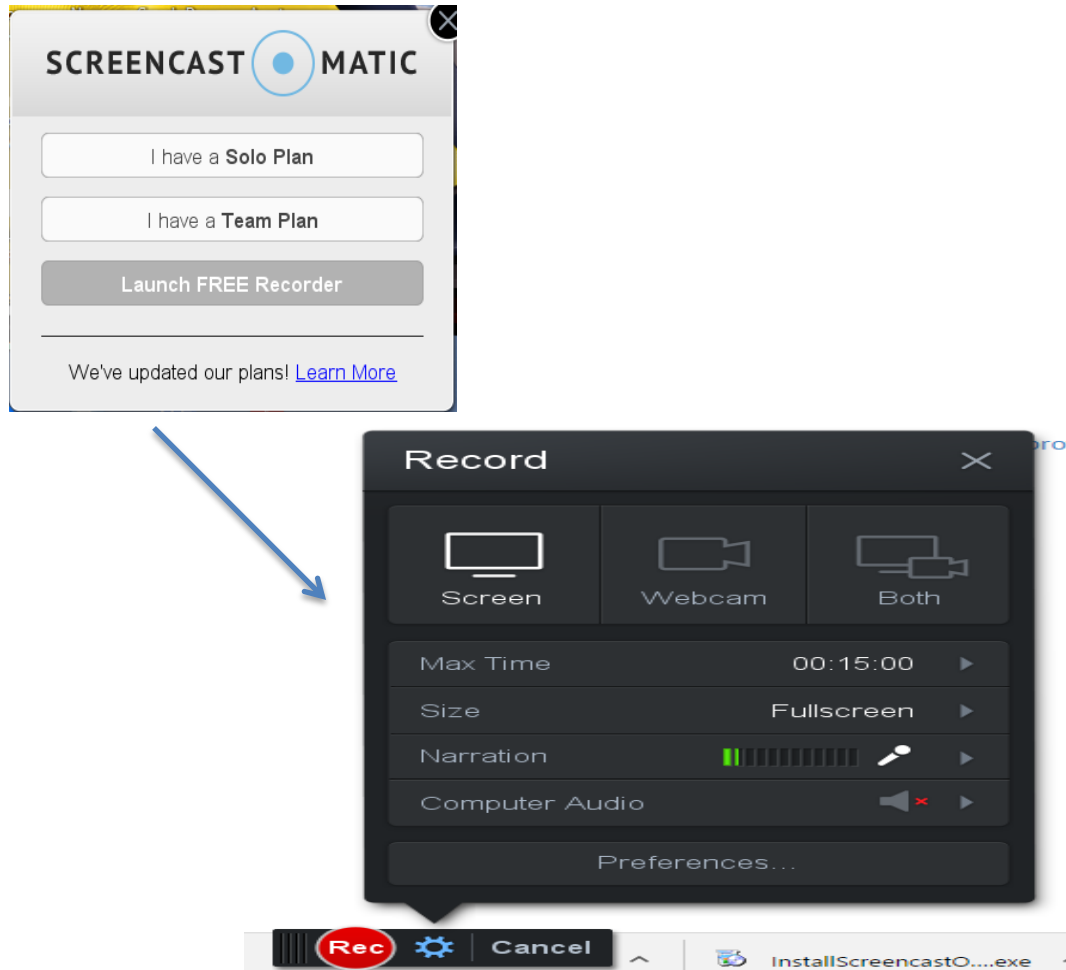 SCREENCAST MATIC
I have a Solo Plan
I have a Team Plan
Launch FREE Recorder
We've updated our plans! Learn More
Record
Screen
Webcam
Both
Max Time 00:15:00
Size Fullscreen
Narration
Computer Audio
Preferences...
Rec Cancel
InstallScreencastO....exe